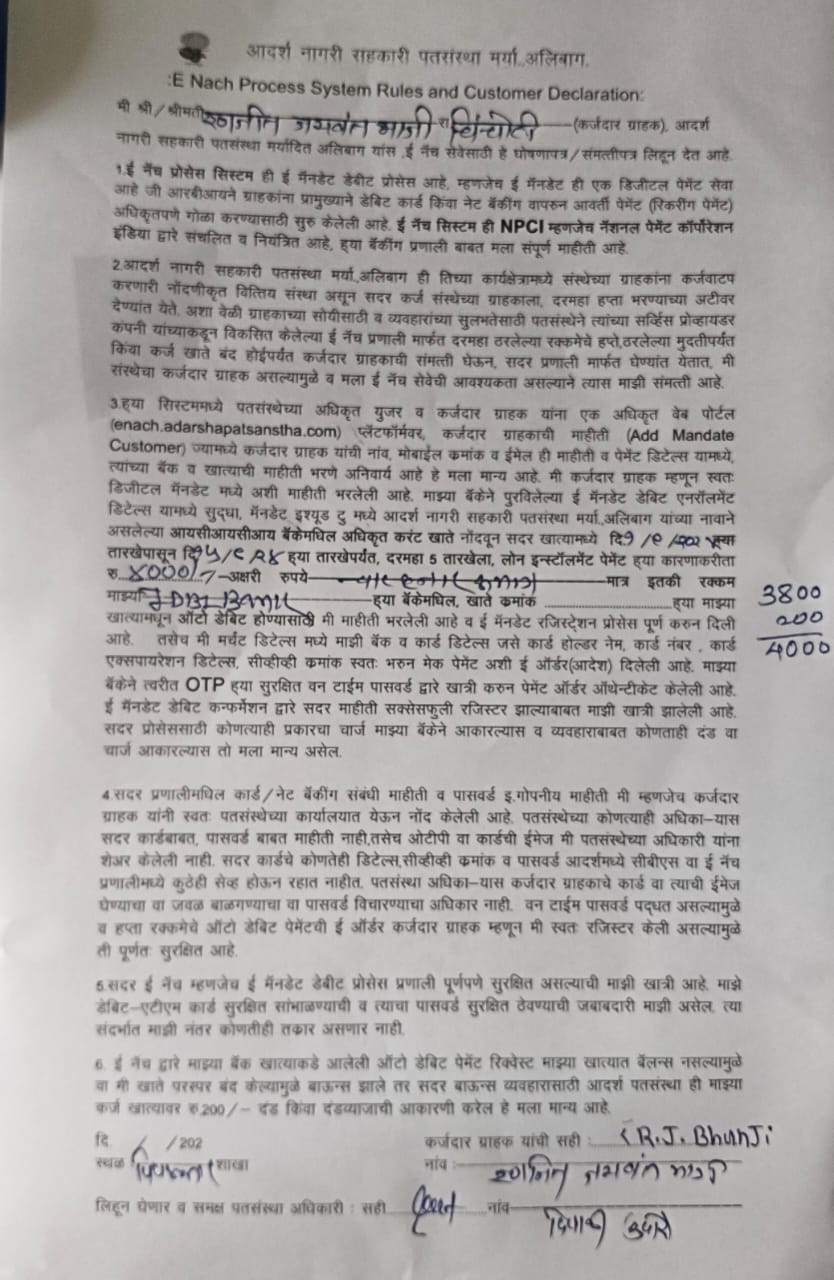 आदर्श नागरी सहकारी पतसंस्था मर्या.,अलिबाग.
:E Nach Process System Rules and Customer Declaration:
मी श्री/श्रीमती जयवंत रा (कर्जदार ग्राहक), आदर्श
नागरी सहकारी पतसंस्था मर्यादित अलिबाग यांस ,ई नॅच सेवेसाठी हे घोषणापत्र/संमत्तीपत्र लिहून देत आहे.
1.ई नॅच प्रोसेस सिस्टम ही ई मॅनडेट डेबीट प्रोसेस आहे, म्हणजेच ई मॅनडेट ही एक डिजीटल पेमेंट सेवा
आहे जी आरबीआयने ग्राहकांना प्रामुख्याने डेबिट कार्ड किंवा नेट बॅकींग वापरुन आवर्ती पेमेंट (रिकरींग पेमेंट)
अधिकृतपणे गोळा करण्यासाठी सुरु केलेली आहे. ई नॅच सिस्टम ही NPCI म्हणजेच नॅशनल पेमेंट कॉर्पोरेशन
इंडिया द्वारे संचलित व नियंत्रित आहे, हया बॅकींग प्रणाली बाबत मला संपूर्ण माहीती आहे.
2.आदर्श नागरी सहकारी पतसंस्था मर्या.,अलिबाग ही तिच्या कार्यक्षेत्रामध्ये संस्थेच्या ग्राहकांना कर्जवाटप
करणारी नोंदणीकृत वित्तिय संस्था असून सदर कर्ज संस्थेच्या ग्राहकाला, दरमहा हप्ता भरण्याच्या अटीवर
देण्यांत येते. अशा वेळी ग्राहकाच्या सोयीसाठी व व्यवहारांच्या सुलभतेसाठी पतसंस्थेने त्यांच्या सर्व्हिस प्रोव्हायडर
कंपनी यांच्याकडून विकसित केलेल्या ई नॅच प्रणाली मार्फत दरमहा ठरलेल्या रक्कमेचे हप्ते,ठरलेल्या मुदतीपर्यंत
किंवा कर्ज खाते बंद होईपर्यंत कर्जदार ग्राहकाची संमत्ती घेऊन, सदर प्रणाली मार्फत घेण्यांत येतात, मी
संस्थेचा कर्जदार ग्राहक असल्यामुळे व मला ई नॅच सेवेची आवश्यकता असल्याने त्यास माझी संमत्ती आहे.
3.हया सिस्टममध्ये पतसंस्थेच्या अधिकृत युजर व कर्जदार ग्राहक यांना एक अधिकृत वेब पोर्टल
(enach.adarshapatsanstha.com) प्लॅटफॉर्मवर, कर्जदार ग्राहकाची माहीती (Add Mandate
Customer) ज्यामध्ये कर्जदार ग्राहक यांची नांव, मोबाईल क्रमांक व ईमेल ही माहीती व पेमेंट डिटेल्स यामध्ये,
त्यांच्या बॅक व खात्याची माहीती भरणे अनिवार्य आहे हे मला मान्य आहे. मी कर्जदार ग्राहक म्हणून स्वतः
डिजीटल मॅनडेट मध्ये अशी माहीती भरलेली आहे. माझ्या बॅकेने पुरविलेल्या ई मॅनडेट डेबिट एनरॉलमेंट
डिटेल्स यामध्ये सुद्धा, मॅनडेट इश्यूड टु मध्ये आदर्श नागरी सहकारी पतसंस्था मर्या.,अलिबाग यांच्या नावाने
असलेल्या आयसीआयसीआय बॅकेमधिल अधिकृत करंट खाते नोंदवून सदर खात्यामध्ये दि हया
तारखेपासून दि हया तारखेपर्यंत, दरमहा 5 तारखेला, लोन इन्स्टॉलमेंट पेमेंट हया कारणाकरीता
रु. ४000/- अक्षरी रुपये मात्र इतकी रक्कम
माझ्या IDBI Bank हया बॅकेमधिल, खाते क्रमांक ..............................हया माझ्या
3800
200
4000
खात्यामधून ऑटो डेबिट होण्यासाठी मी माहीती भरलेली आहे व ई मॅनडेट रजिस्ट्रेशन प्रोसेस पूर्ण करुन दिली
आहे. तसेच मी मर्चंट डिटेल्स मध्ये माझी बॅक व कार्ड डिटेल्स जसे कार्ड होल्डर नेम, कार्ड नंबर , कार्ड
एक्सपायरेशन डिटेल्स, सीव्हीव्ही क्रमांक स्वतः भरुन मेक पेमेंट अशी ई ऑर्डर(आदेश) दिलेली आहे. माझ्या
बॅकेने त्वरीत OTP हया सुरक्षित वन टाईम पासवर्ड द्वारे खात्री करुन पेमेंट ऑर्डर ऑथेन्टीकेट केलेली आहे.
ई मॅनडेट डेबिट कन्फर्मेशन द्वारे सदर माहीती सक्सेसफुली रजिस्टर झाल्याबाबत माझी खात्री झालेली आहे.
सदर प्रोसेससाठी कोणत्याही प्रकारचा चार्ज माझ्या बॅकेने आकारल्यास व व्यवहाराबाबत कोणताही दंड वा
चार्ज आकारल्यास तो मला मान्य असेल.
4.सदर प्रणालीमधिल कार्ड/नेट बॅकींग संबंधी माहीती व पासवर्ड इ.गोपनीय माहीती मी म्हणजेच कर्जदार
ग्राहक यांनी स्वतः पतसंस्थेच्या कार्यालयात येऊन नोंद केलेली आहे. पतसंस्थेच्या कोणत्याही अधिका–यास
सदर कार्डबाबत, पासवर्ड बाबत माहीती नाही,तसेच ओटीपी वा कार्डची ईमेज मी पतसंस्थेच्या अधिकारी यांना
शेअर केलेली नाही. सदर कार्डचे कोणतेही डिटेल्स,सीव्हीव्ही क्रमांक व पासवर्ड आदर्शमध्ये सीबीएस वा ई नॅच
प्रणालीमध्ये कुठेही सेव्ह होऊन रहात नाहीत. पतसंस्था अधिका–यास कर्जदार ग्राहकाचे कार्ड वा त्याची ईमेज
घेण्याचा वा जवळ बाळगण्याचा वा पासवर्ड विचारण्याचा अधिकार नाही. वन टाईम पासवर्ड पद्धत असल्यामुळे
व हप्ता रक्कमेचे ऑटो डेबिट पेमेंटची ई ऑर्डर कर्जदार ग्राहक म्हणून मी स्वतः रजिस्टर केली असल्यामुळे
ती पूर्णतः सुरक्षित आहे.
5.सदर ई नॅच म्हणजेच ई मॅनडेट डेबीट प्रोसेस प्रणाली पूर्णपणे सुरक्षित असल्याची माझी खात्री आहे. माझे
डेबिट–एटीएम कार्ड सुरक्षित सांभाळण्याची व त्याचा पासवर्ड सुरक्षित ठेवण्याची जबाबदारी माझी असेल. त्या
संदर्भात माझी नंतर कोणतीही तक्रार असणार नाही.
6. ई नॅच द्वारे माझ्या बॅक खात्याकडे आलेली ऑटो डेबिट पेमेंट रिक्वेस्ट माझ्या खात्यात बॅलन्स नसल्यामुळे
वा मी खाते परस्पर बंद केल्यामुळे बाऊन्स झाले तर सदर बाऊन्स व्यवहारासाठी आदर्श पतसंस्था ही माझ्या
कर्ज खात्यावर रु.200/– दंड किंवा दंडव्याजाची आकारणी करेल हे मला मान्य आहे.
दि / /202 कर्जदार ग्राहक यांची सही : R.J.Bhunji
स्थळ शाखा नांव : जयवंत
लिहून घेणार व समक्ष पतसंस्था अधिकारी : सही नांव